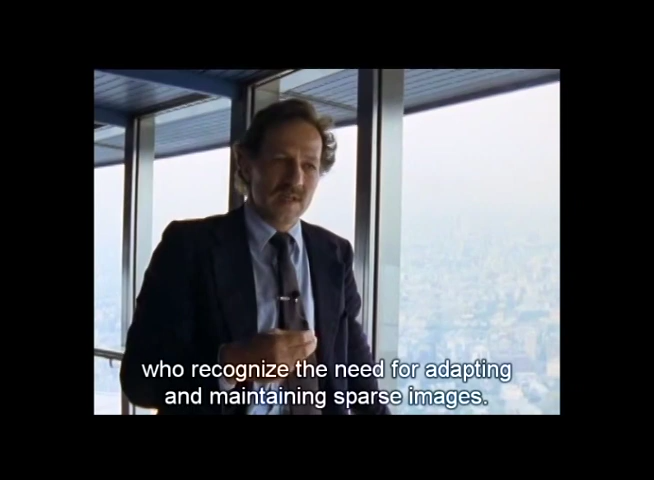 who recognize the need for adapting
and maintaining sparse images.